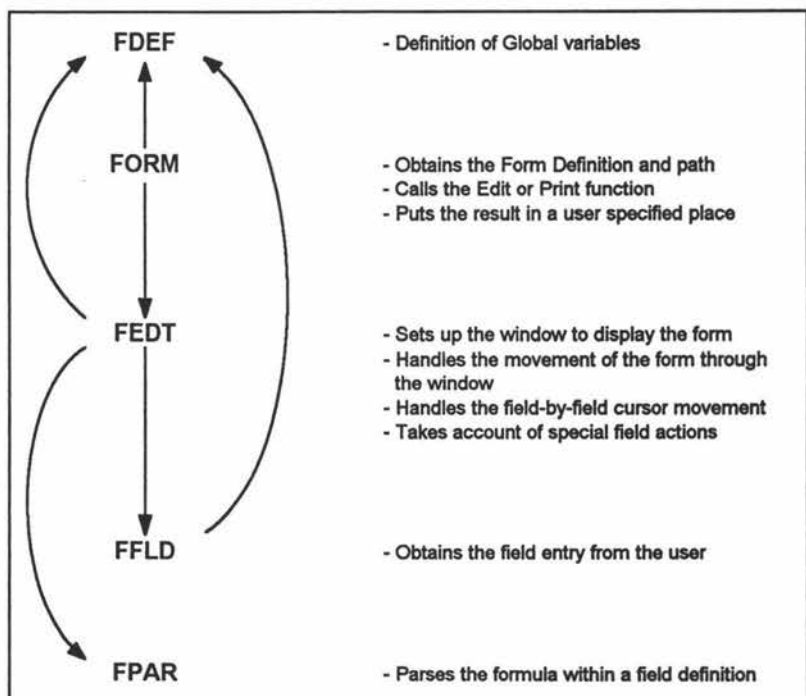 FDEF - Definition of Global variables
FORM - Obtains the Form Definition and path
- Calls the Edit or Print function
- Puts the result in a user specified place
FEDT - Sets up the window to display the form
- Handles the movement of the form through
the window
- Handles the field-by-field cursor movement
- Takes account of special field actions
FFLD - Obtains the field entry from the user
FPAR - Parses the formula within a field definition